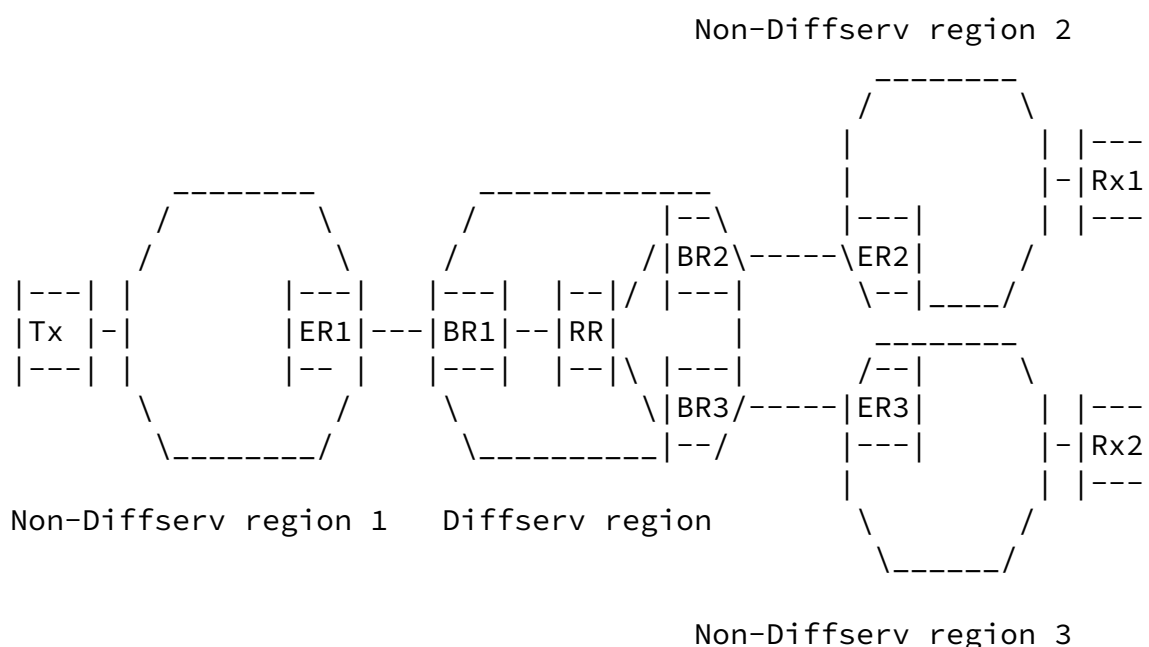 Non-Diffserv region 2
Rx1
BR2 ER2
Tx ER1 BR1 RR
BR3 ER3
Rx2
Non-Diffserv region 1 Diffserv region
Non-Diffserv region 3